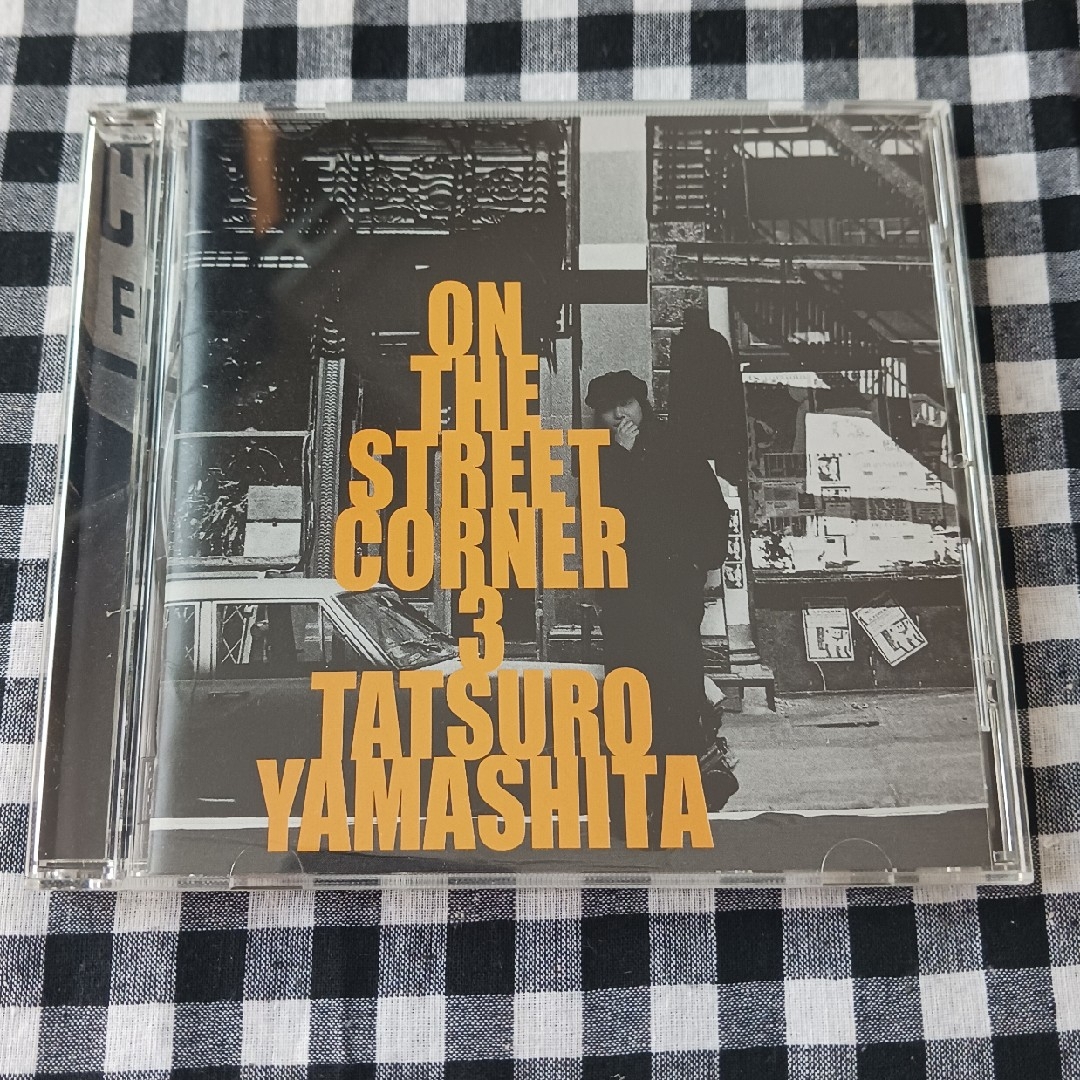 ON
THE
STREET
CORNER
3
TATSURO
YAMASHITA